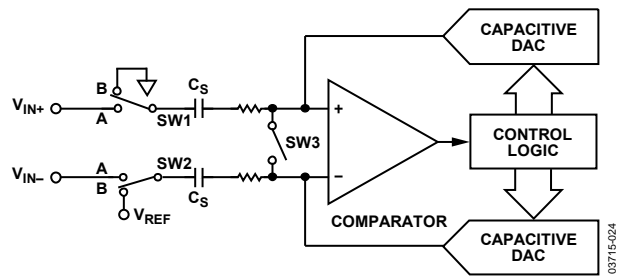 CAPACITIVE
DAC
B
CS
VIN+
A
SW1
+
SW3
CONTROL
LOGIC
A
SW2
VIN–
–
B
CS
VREF
COMPARATOR
CAPACITIVE
DAC
03715-024